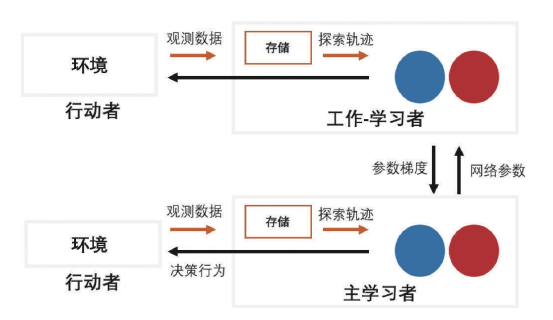 观测数据
存储
探索轨迹
环境
行动者
工作-学习者
参数梯度
网络参数
观测数据
存储
探索轨迹
环境
决策行为
行动者
主学习者